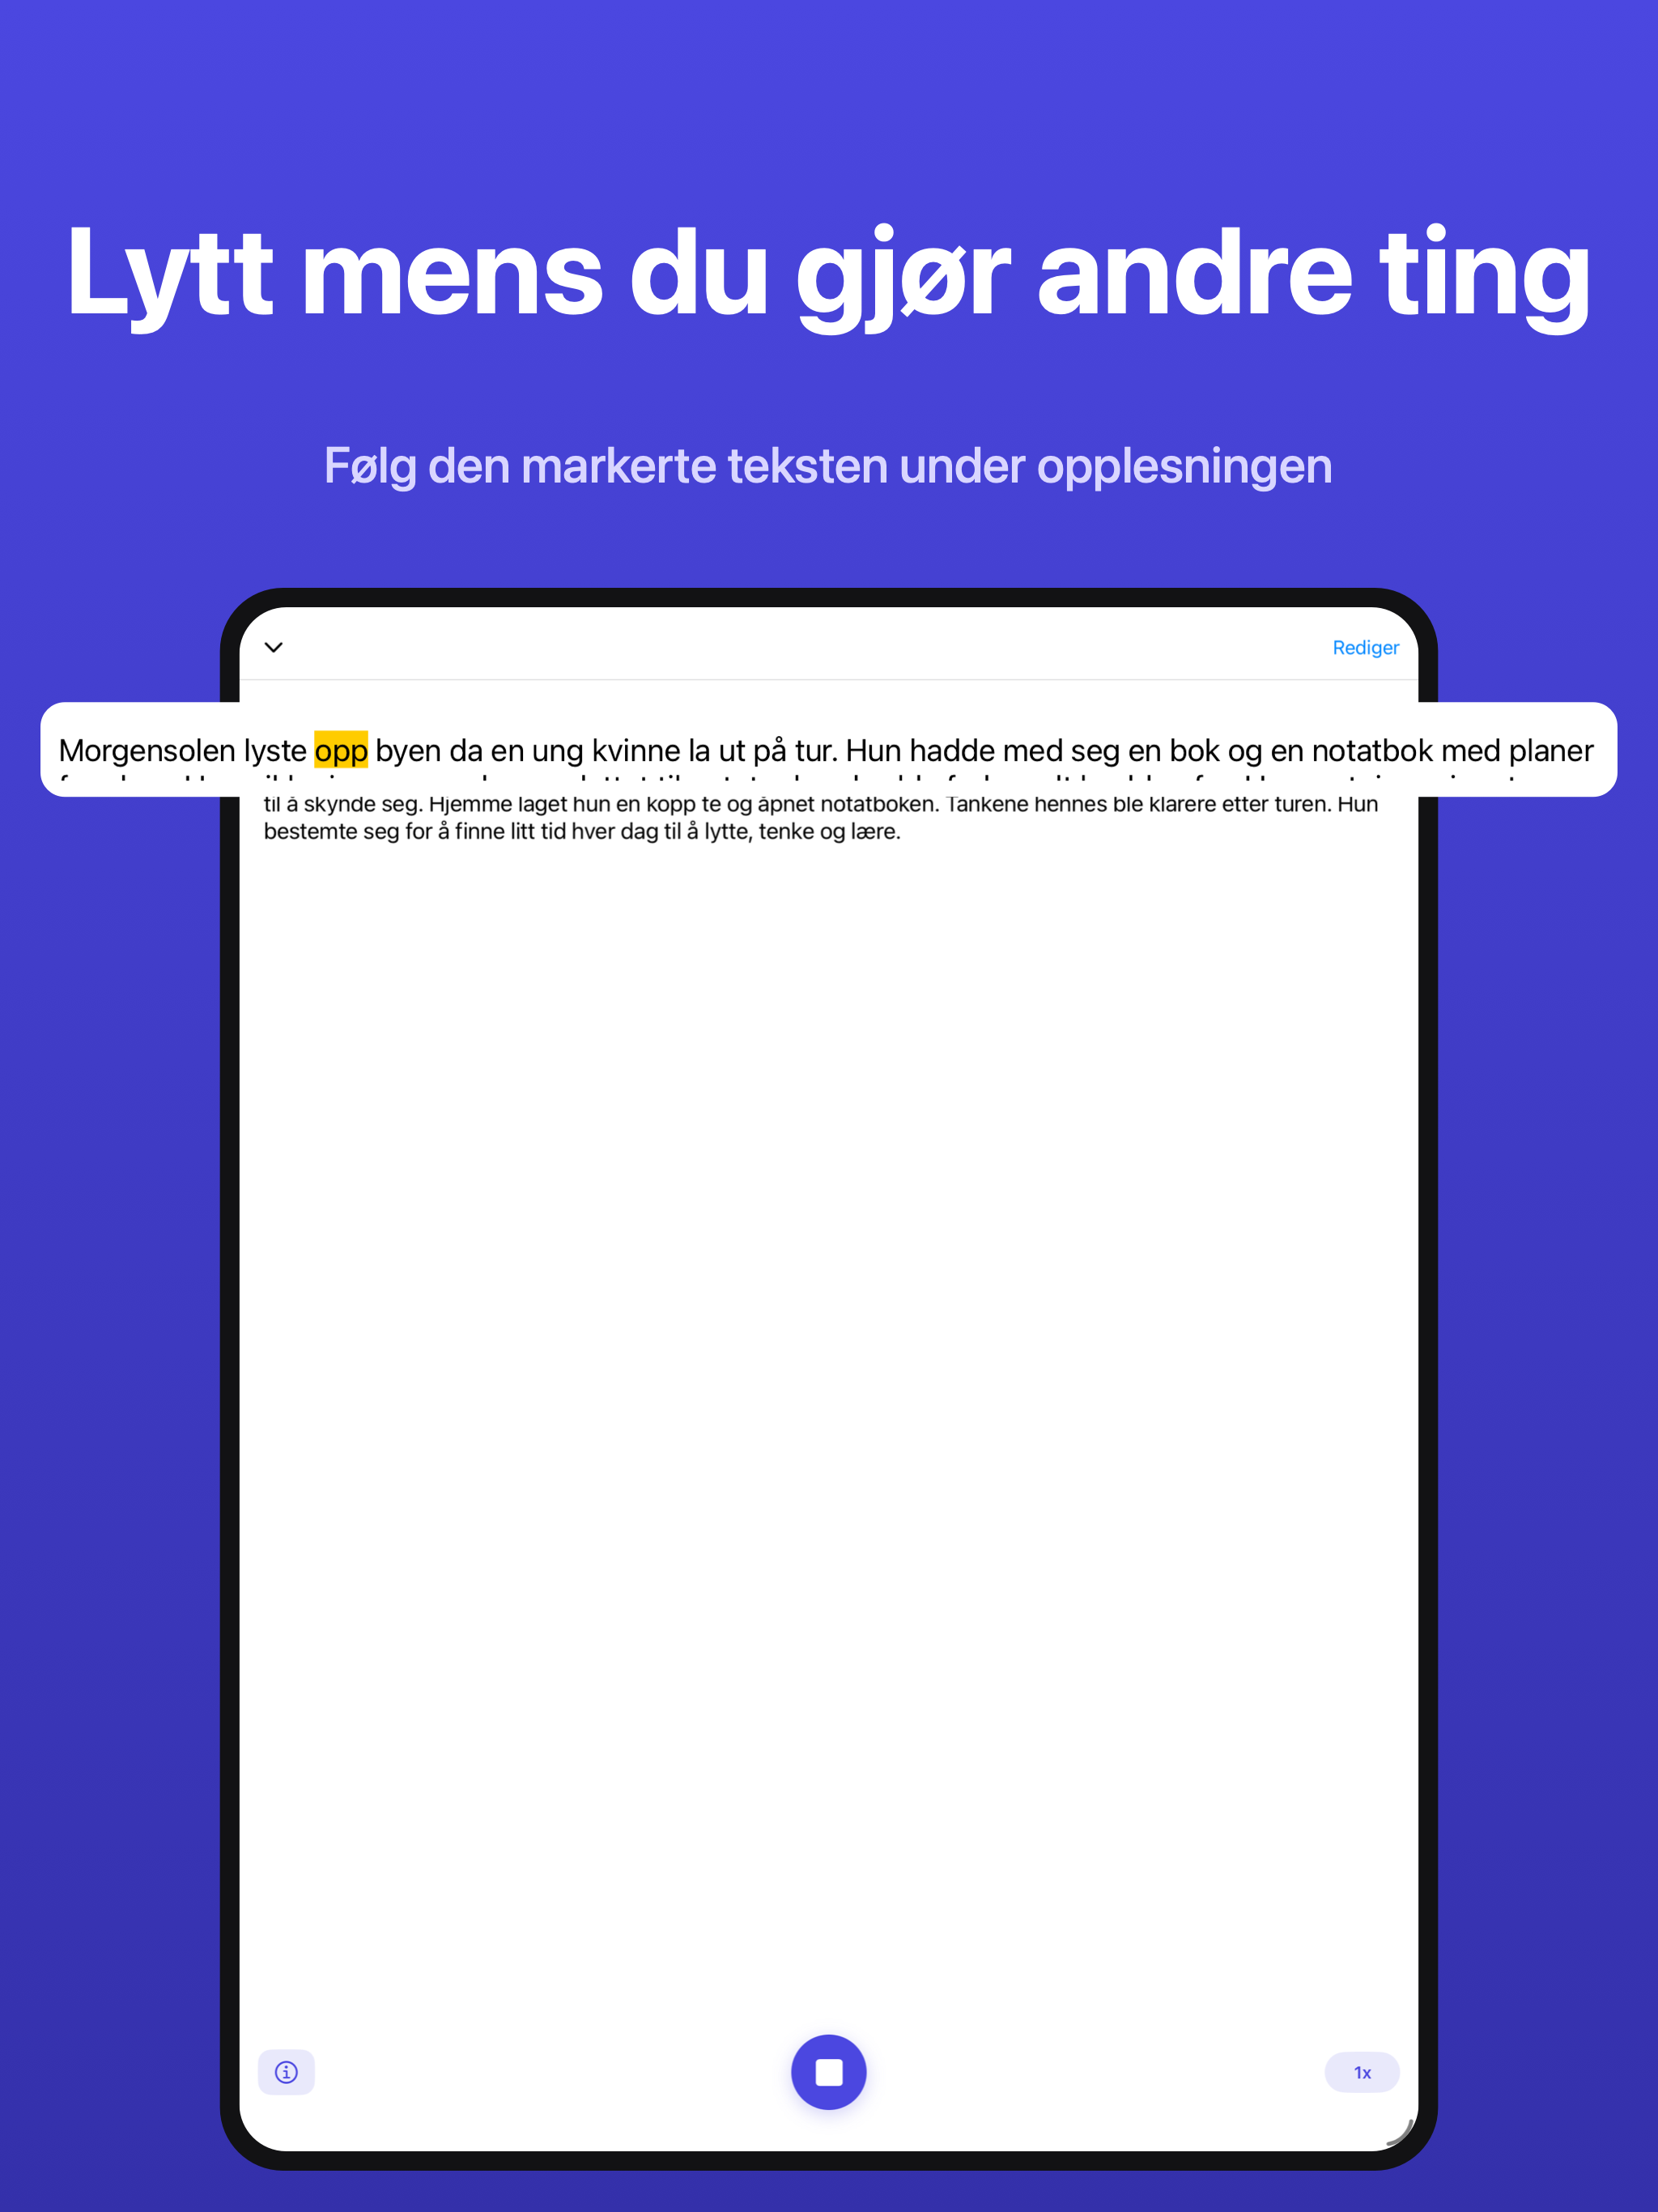 Lytt mens du gjør andre ting
Følg den markerte teksten under opplesningen
Rediger
Morgensolen lyste opp byen da en ung kvinne la ut på tur. Hun hadde med seg en bok og en notatbok med planer
til å skynde seg. Hjemme laget hun en kopp te og åpnet notatboken. Tankene hennes ble klarere etter turen. Hun
bestemte seg for å finne litt tid hver dag til å lytte, tenke og lære.
1x